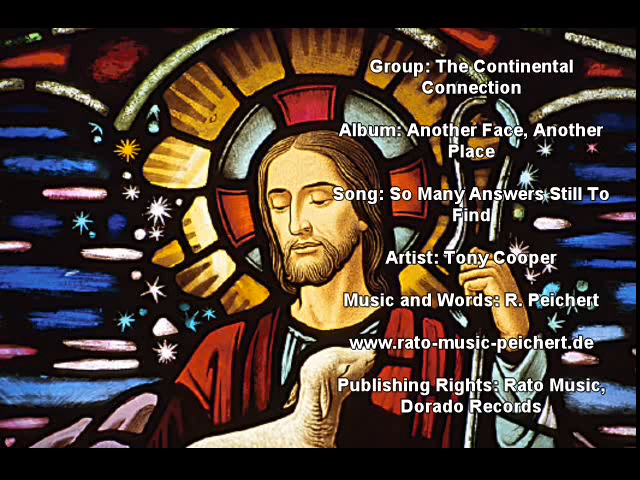 Group: The Continental
Connection
Album: Another Face, Another
Place
Song: So Many Answers Still To
Find
Artist: Tony Cooper
Music and Words: R. Peichert
www.rato-music-peichert.de
Publishing Rights: Rato Music,
Dorado Records